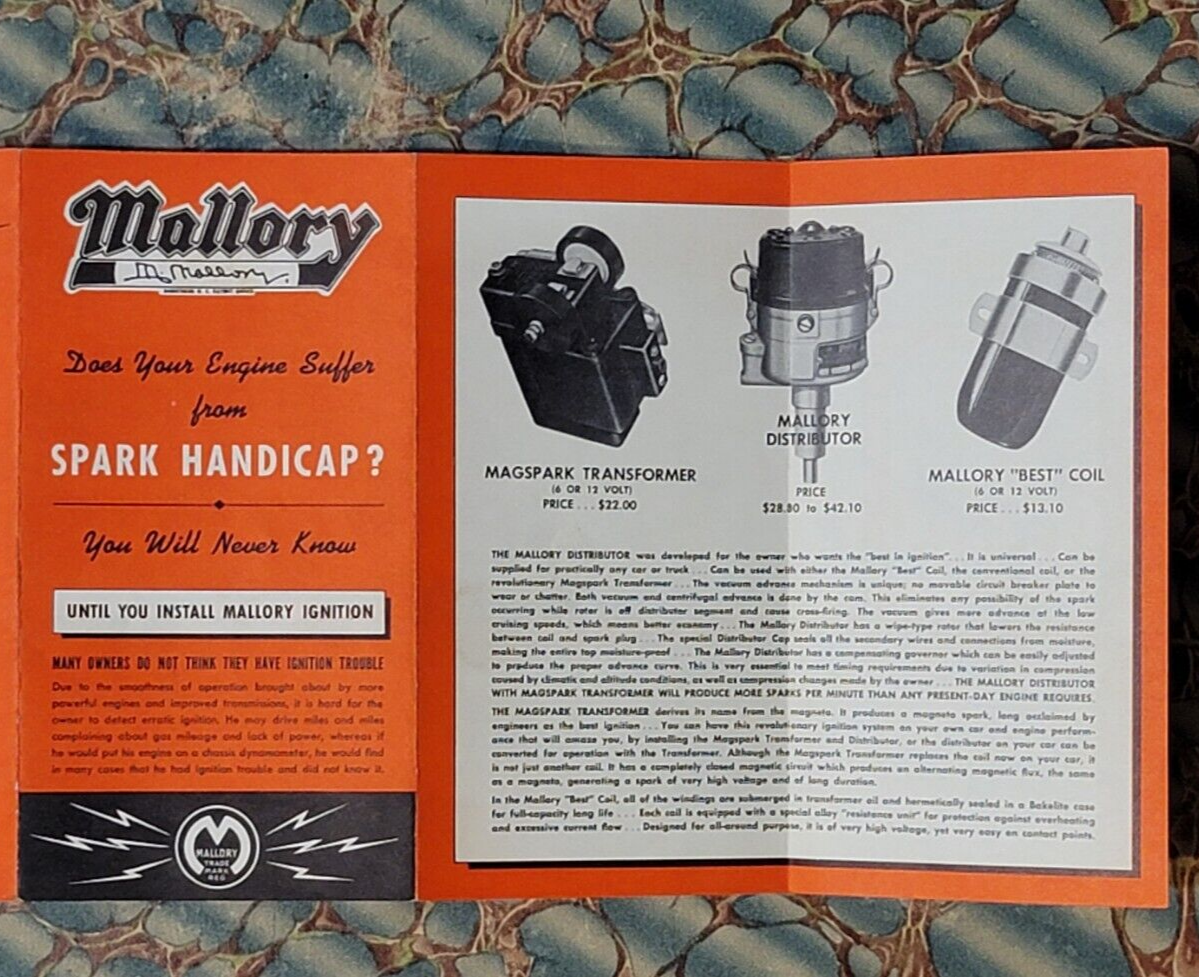 Mallory
M. Mallory.
Does Your Engine Suffer
from
SPARK HANDICAP?
You Will Never Know
UNTIL YOU INSTALL MALLORY IGNITION
MANY OWNERS DO NOT THINK THEY HAVE IGNITION TROUBLE
Due to the smoothness of operation brought about by more
powerful engines and improved transmissions, it is hard for the
owner to detect erratic ignition. He may drive miles and miles
complaining about gas mileage and lack of power, whereas if
he would put his engine on a chassis dynamometer, he would find
in many cases that he had ignition trouble and did not know it.
M
MALLORY
TRADE
MARK
REG
MAGSPARK TRANSFORMER
(6 OR 12 VOLT)
PRICE . . . $22.00
MALLORY
DISTRIBUTOR
PRICE
$28.80 to $42.10
MALLORY "BEST" COIL
(6 OR 12 VOLT)
PRICE . . . $13.10
THE MALLORY DISTRIBUTOR was developed for the owner who wants the "best in ignition" . . . It is universal . . . Can be
supplied for practically any car or truck . . . Can be used with either the Mallory "Best" Coil, the conventional coil, or the
revolutionary Magspark Transformer . . . The vacuum advance mechanism is unique; no movable circuit breaker plate to
wear or chatter. Both vacuum and centrifugal advance is done by the cam. This eliminates any possibility of the spark
occurring while rotor is off distributor segment and cause cross-firing. The vacuum gives more advance at the low
cruising speeds, which means better economy . . . The Mallory Distributor has a wipe-type rotor that lowers the resistance
between coil and spark plug . . . The special Distributor Cap seals all the secondary wires and connections from moisture,
making the entire top moisture-proof . . . The Mallory Distributor has a compensating governor which can be easily adjusted
to produce the proper advance curve. This is very essential to meet timing requirements due to variation in compression
caused by climatic and altitude conditions, as well as compression changes made by the owner . . . THE MALLORY DISTRIBUTOR
WITH MAGSPARK TRANSFORMER WILL PRODUCE MORE SPARKS PER MINUTE THAN ANY PRESENT-DAY ENGINE REQUIRES.
THE MAGSPARK TRANSFORMER derives its name from the magneto. It produces a magneto spark, long acclaimed by
engineers as the best ignition . . . You can have this revolutionary ignition system on your own car and engine perform-
ance that will amaze you, by installing the Magspark Transformer and Distributor, or the distributor on your car can be
converted for operation with the Transformer. Although the Magspark Transformer replaces the coil now on your car, it
is not just another coil. It has a completely closed magnetic circuit which produces an alternating magnetic flux, the same
as a magneto, generating a spark of very high voltage and of long duration.
In the Mallory "Best" Coil, all of the windings are submerged in transformer oil and hermetically sealed in a Bakelite case
for full-capacity long life . . . Each coil is equipped with a special alloy "resistance unit" for protection against overheating
and excessive current flow . . . Designed for all-around purpose, it is of very high voltage, yet very easy on contact points.